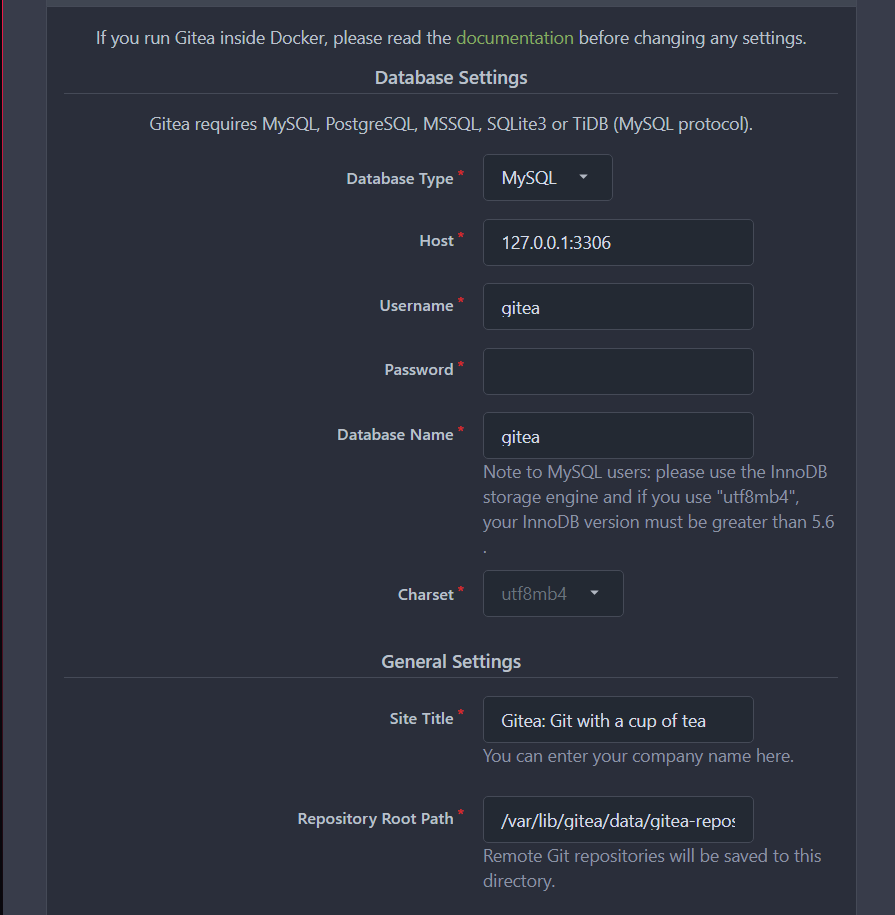 If you run Gitea inside Docker, please read the documentation before changing any settings.
Database Settings
Gitea requires MySQL, PostgreSQL, MSSQL, SQLite3 or TiDB (MySQL protocol).
Database Type *
MySQL
Host *
127.0.0.1:3306
Username *
gitea
Password *
Database Name *
gitea
Note to MySQL users: please use the InnoDB
storage engine and if you use "utf8mb4",
your InnoDB version must be greater than 5.6
.
Charset *
utf8mb4
General Settings
Site Title *
Gitea: Git with a cup of tea
You can enter your company name here.
Repository Root Path *
/var/lib/gitea/data/gitea-repos
Remote Git repositories will be saved to this
directory.